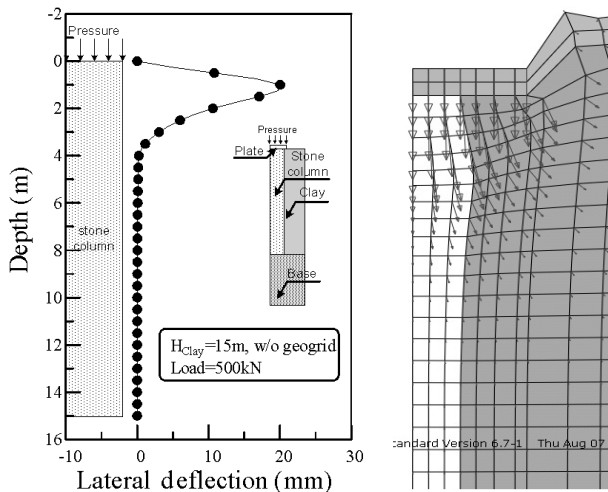 Pressure
0
2
4
6
8
10
12
14
16
Depth (m)
stone
column
Pressure
Plate
Stone
column
Clay
Base
HClay=15m, w/o geogrid
Load=500kN
-10
0
10
20
30
Lateral deflection (mm)
andard Version 6.7-1 Thu Aug 07